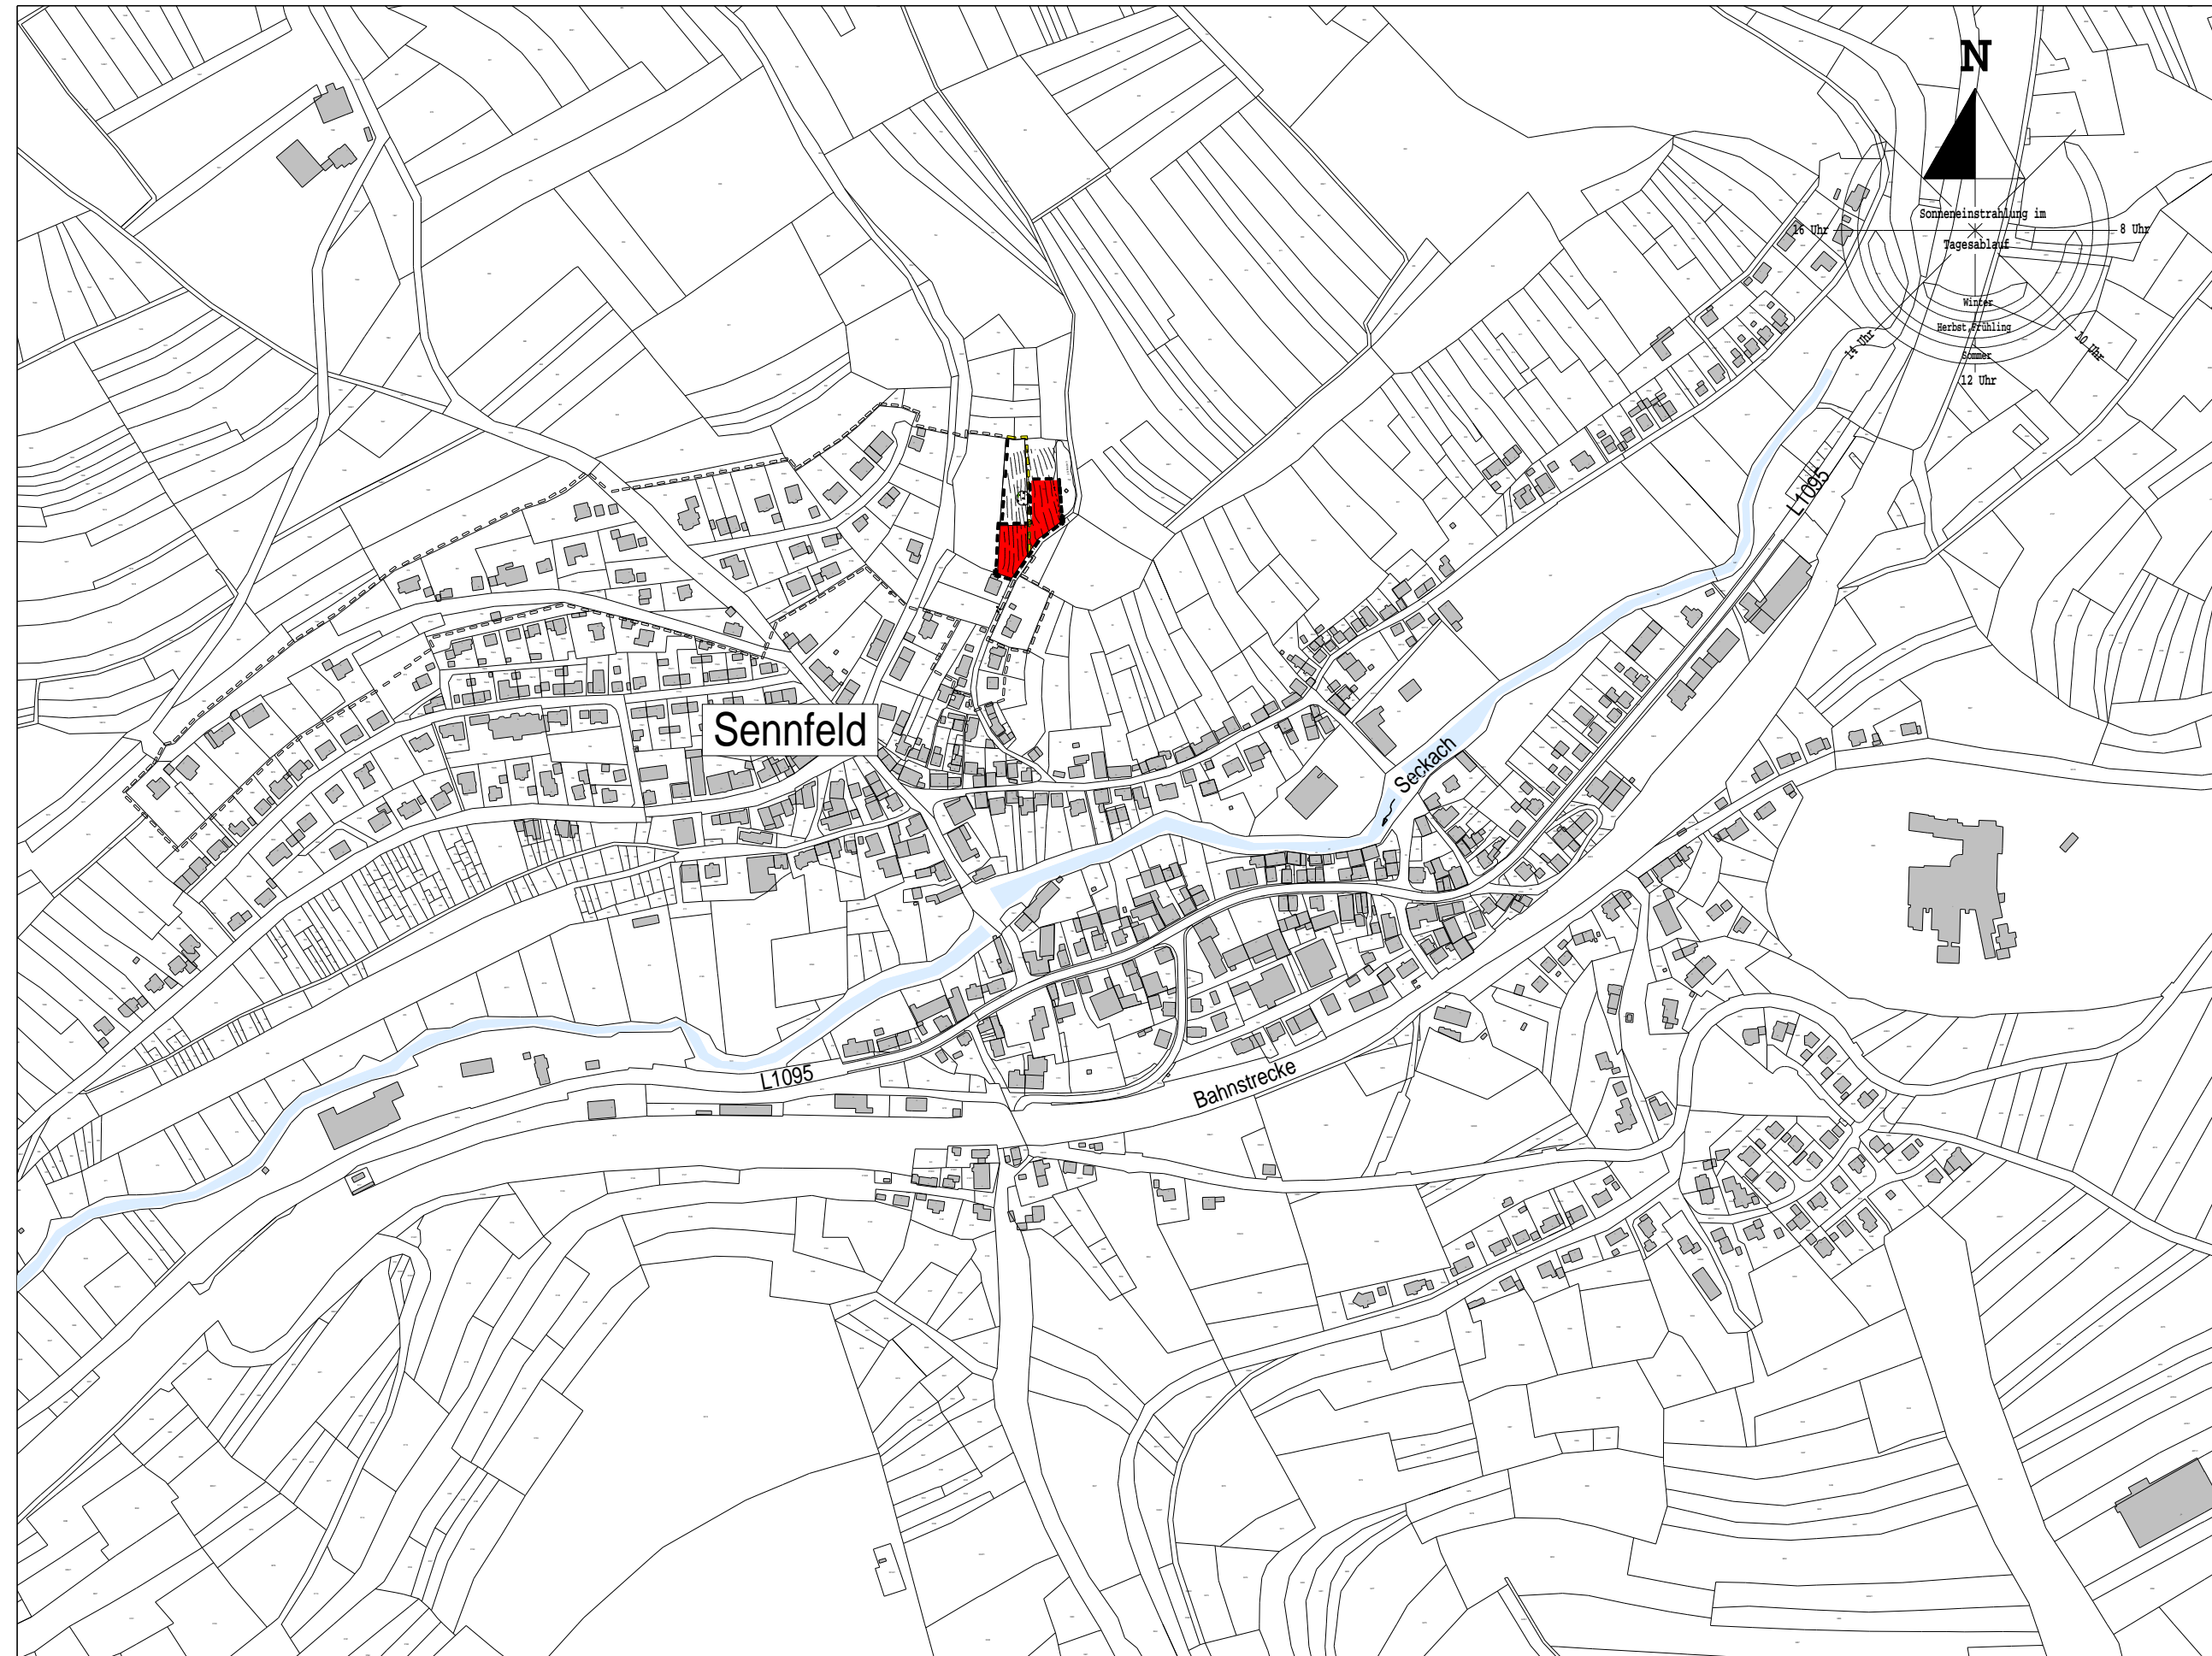 N
Sonneneinstrahlung im
16 Uhr
8 Uhr
Tagesablauf
Winter
Herbst,Frühling
14 Uhr
10 Uhr
Sommer
12 Uhr
L1095
Sennfeld
Seckach
L1095
Bahnstrecke